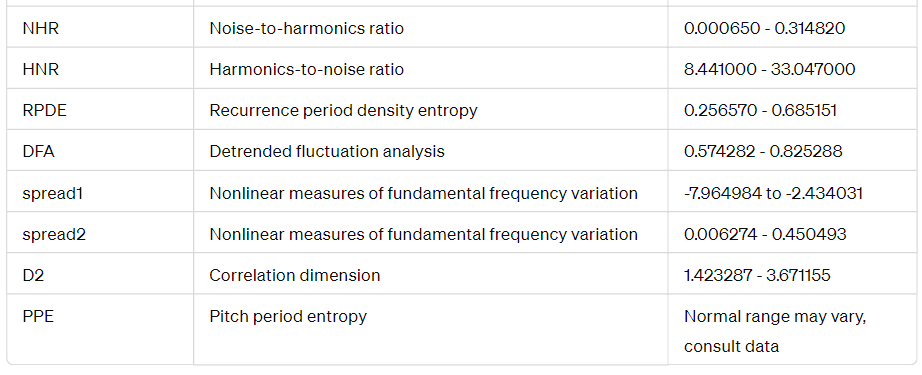 NHR Noise-to-harmonics ratio 0.000650 - 0.314820
HNR Harmonics-to-noise ratio 8.441000 - 33.047000
RPDE Recurrence period density entropy 0.256570 - 0.685151
DFA Detrended fluctuation analysis 0.574282 - 0.825288
spread1 Nonlinear measures of fundamental frequency variation -7.964984 to -2.434031
spread2 Nonlinear measures of fundamental frequency variation 0.006274 - 0.450493
D2 Correlation dimension 1.423287 - 3.671155
PPE Pitch period entropy Normal range may vary,
consult data